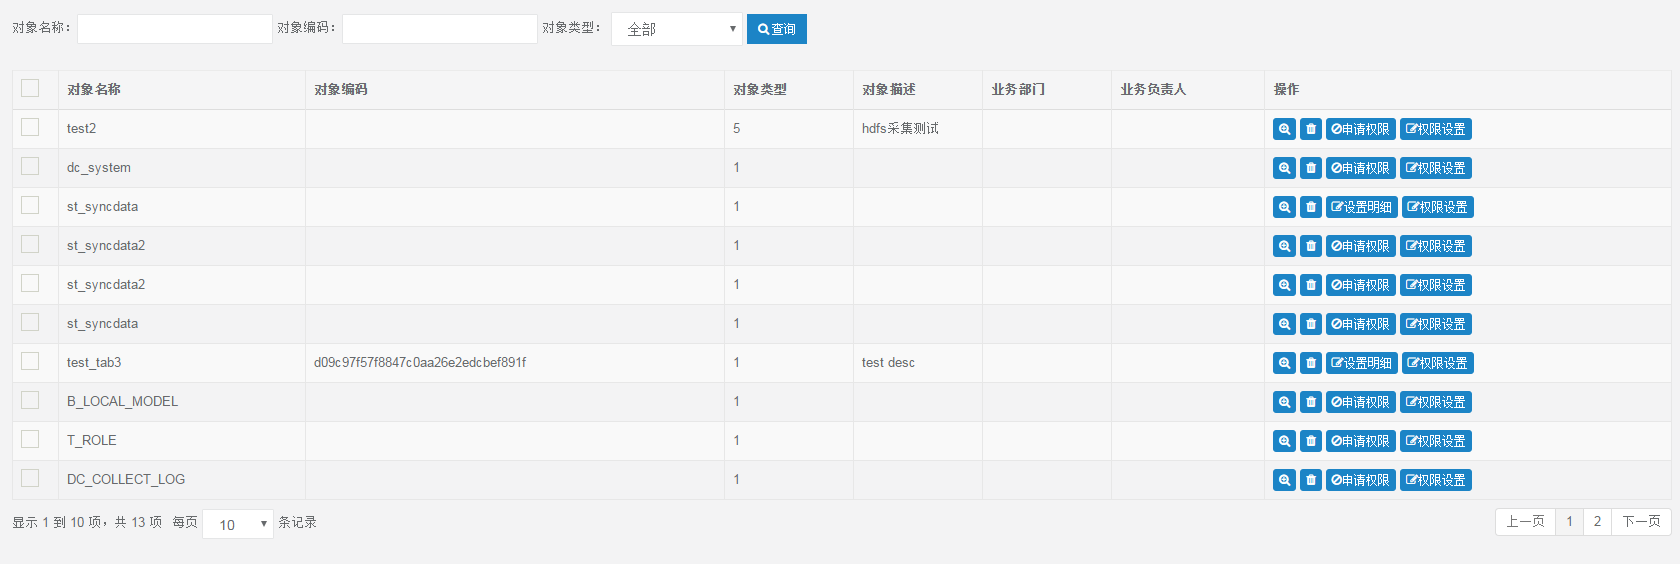 对象名称： 对象编码： 对象类型： 全部 查询
对象名称 对象编码 对象类型 对象描述 业务部门 业务负责人 操作
test2 5 hdfs采集测试 申请权限 权限设置
dc_system 1 申请权限 权限设置
st_syncdata 1 设置明细 权限设置
st_syncdata2 1 申请权限 权限设置
st_syncdata2 1 申请权限 权限设置
st_syncdata 1 申请权限 权限设置
test_tab3 d09c97f57f8847c0aa26e2edcbef891f 1 test desc 设置明细 权限设置
B_LOCAL_MODEL 1 申请权限 权限设置
T_ROLE 1 申请权限 权限设置
DC_COLLECT_LOG 1 申请权限 权限设置
显示 1 到 10 项，共 13 项 每页 10 条记录 上一页 1 2 下一页